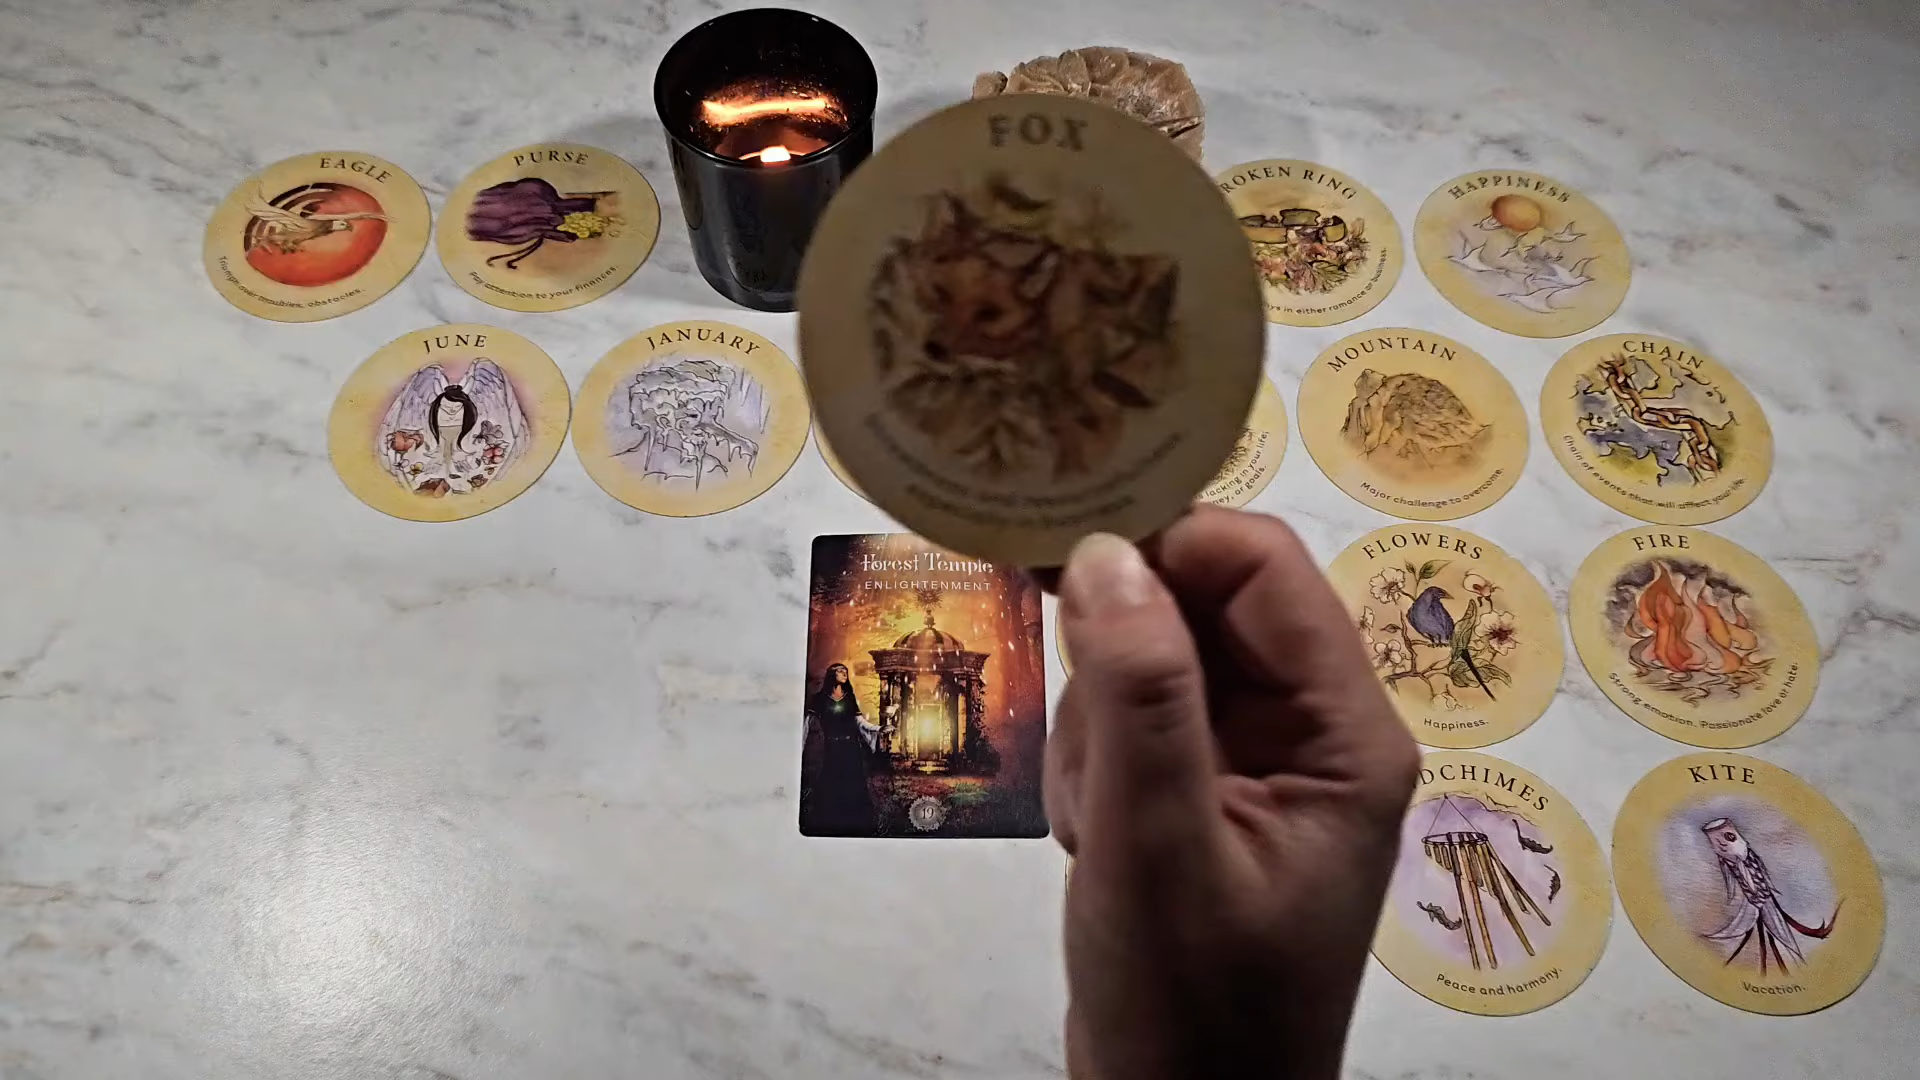 FOX
EAGLE
Triumph over troubles, obstacles.
PURSE
Pay attention to your finances.
ROKEN RING
in either romance or business.
HAPPINESS
JUNE
JANUARY
lacking in your life,
or goals.
MOUNTAIN
Major challenge to overcome.
CHAIN
Chain of events that will affect your life.
Forest Temple
ENLIGHTENMENT
19
FLOWERS
Happiness.
FIRE
Strong emotion. Passionate love or hate.
DCHIMES
Peace and harmony.
KITE
Vacation.